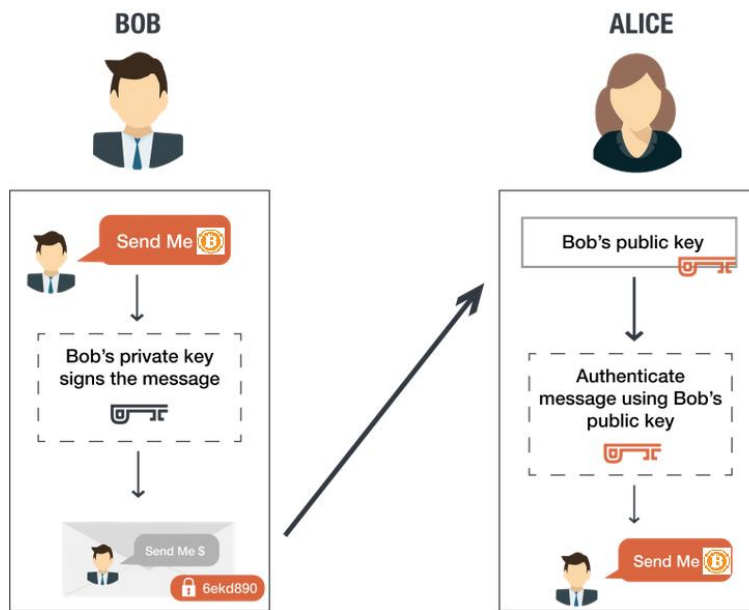 BOB
Send Me
Bob's private key
signs the message
Send Me $
6ekd890
ALICE
Bob's public key
Authenticate
message using Bob's
public key
Send Me